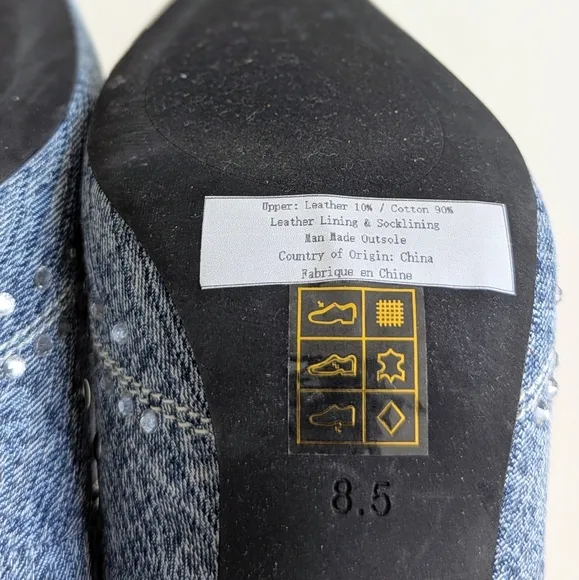 Upper: Leather 10% / Cotton 90%
Leather Lining & Socklining
Man Made Outsole
Country of Origin: China
Fabrique en Chine
8.5